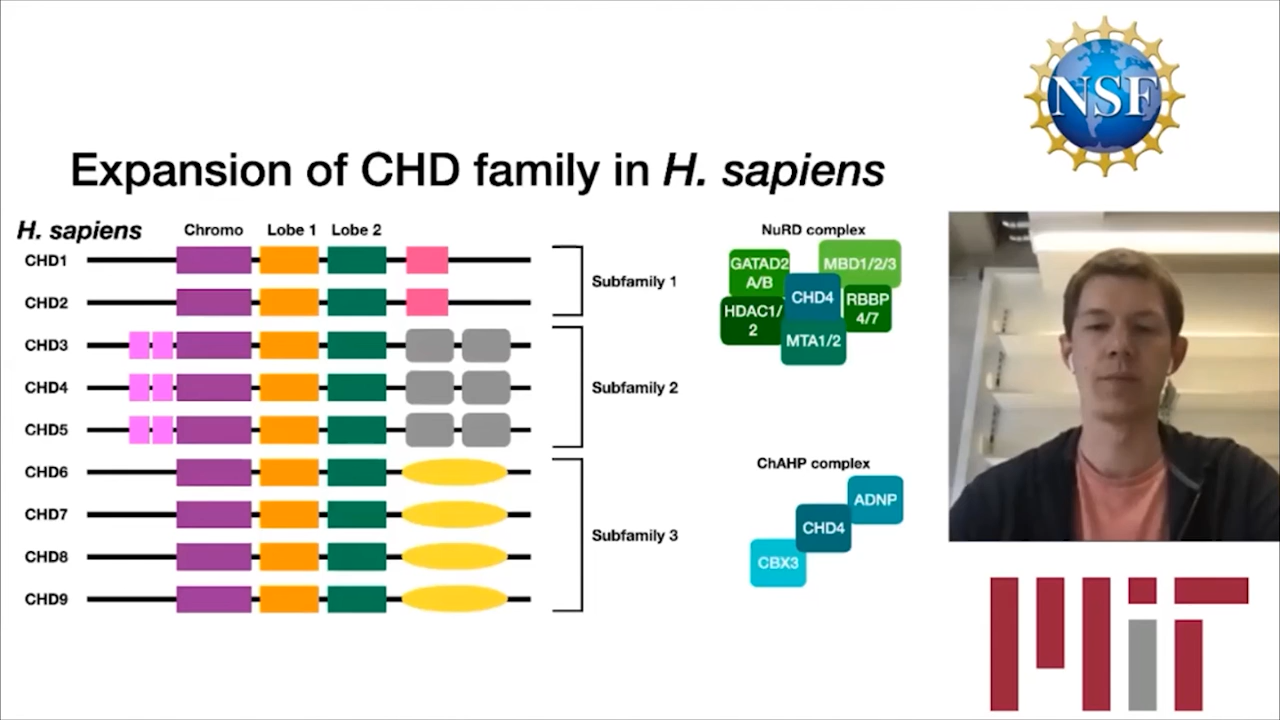 NSF
Expansion of CHD family in H. sapiens
H. sapiens
Chromo
Lobe 1
Lobe 2
CHD1
CHD2
CHD3
CHD4
CHD5
CHD6
CHD7
CHD8
CHD9
Subfamily 1
Subfamily 2
Subfamily 3
NuRD complex
GATAD2
A/B
MBD1/2/3
CHD4
HDAC1/
2
RBBP
4/7
MTA1/2
ChAHP complex
ADNP
CHD4
CBX3
MIT